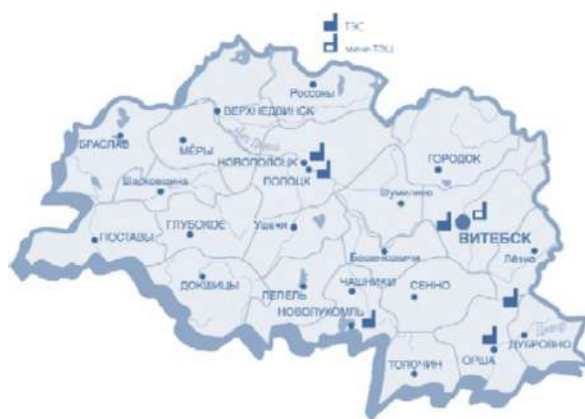 ТЭС
мини-ТЭЦ
Россоны
ВЕРХНЕДВИНСК
БРАСЛАВ
МЁРЫ
НОВОПОЛОЦК
ПОЛОЦК
ГОРОДОК
Шарковщина
Шумилино
ПОСТАВЫ
ГЛУБОКОЕ
Ушачи
ВИТЕБСК
Бешенковичи
Лёзно
ДОКШИЦЫ
ЛЕПЕЛЬ
ЧАШНИКИ
СЕННО
НОВОЛУКОМЛЬ
ДУБРОВНО
ОРША
ТОЛОЧИН